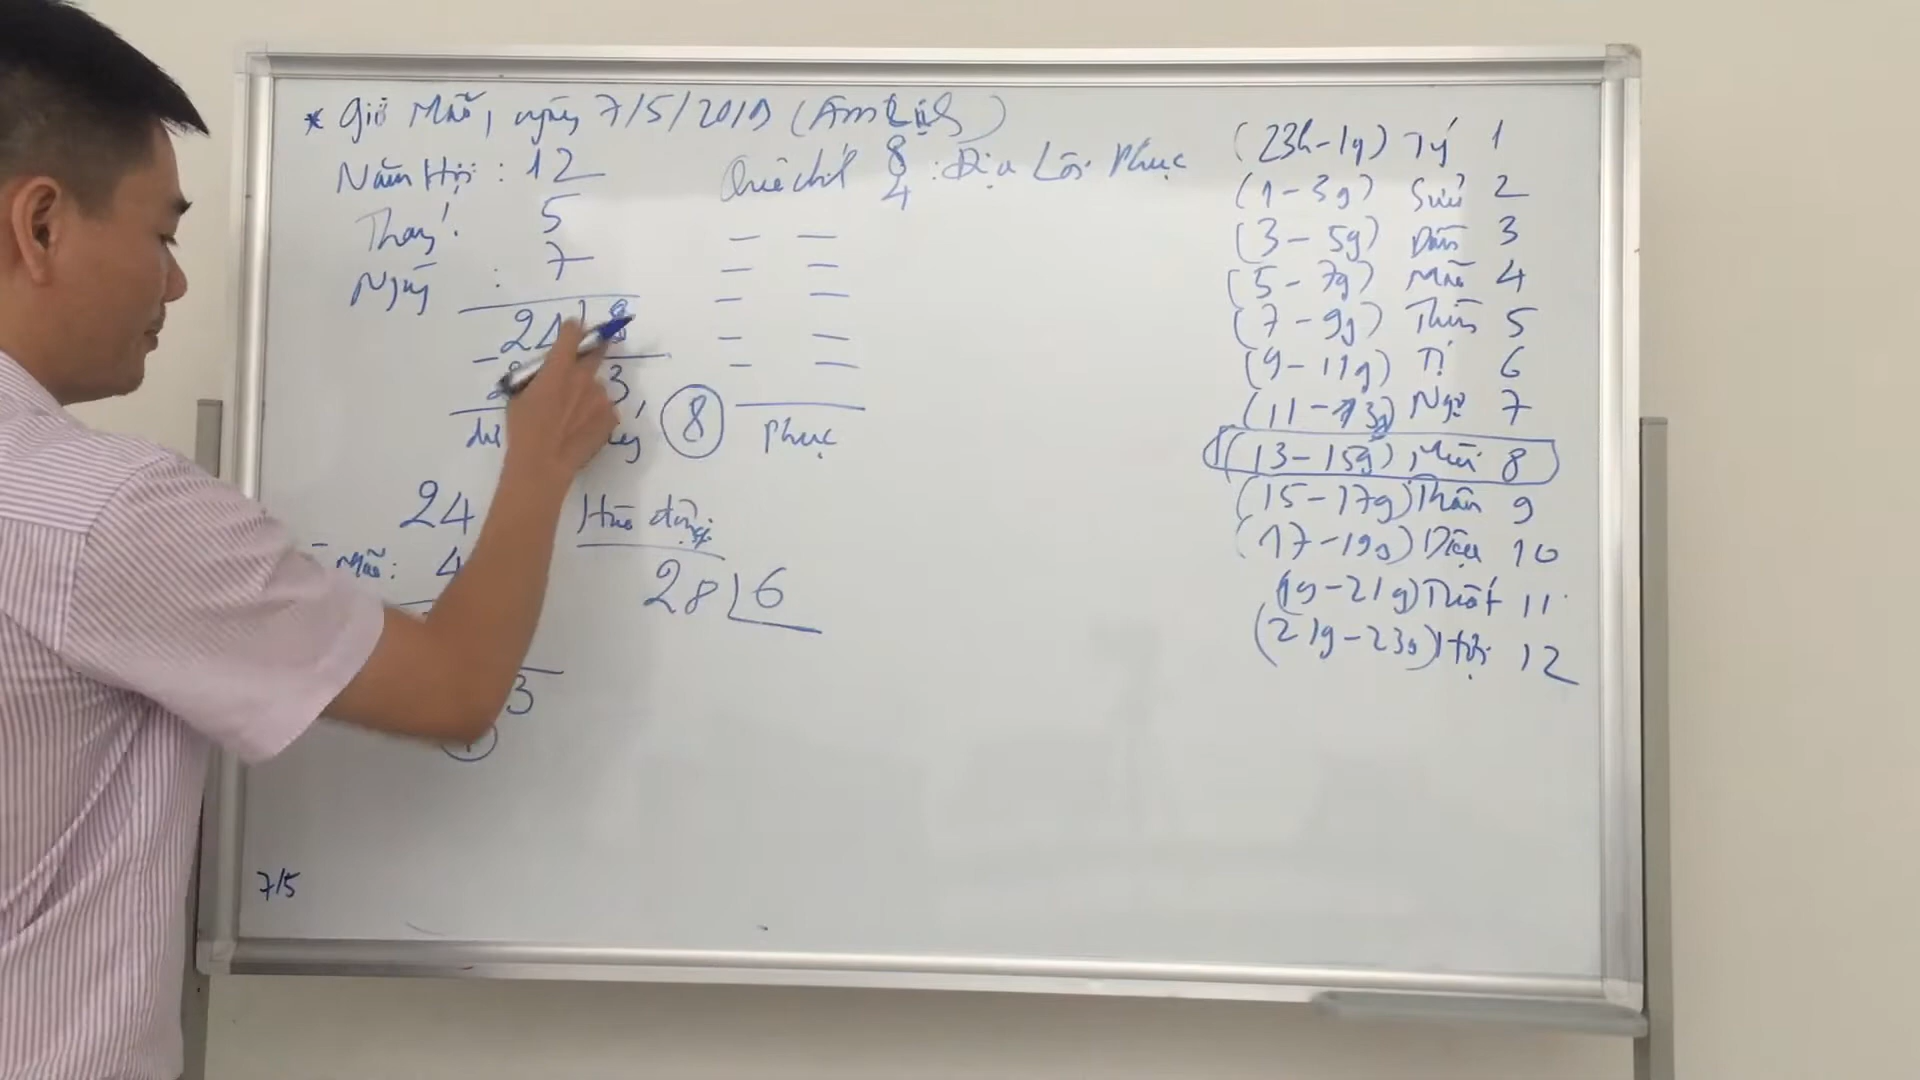 * Giờ Mão, ngày 7/5/2019 (Âm Lịch)
Năm Hợi : 12
Tháng : 5
Ngày : 7
24 8
3
8
24
4
3
Hào động
28 6
7/5
Quẻ chủ 8 4 : Địa Lôi Phục
Phục
(23h-1g) Tý 1
(1-3g) Sửu 2
(3-5g) Dần 3
(5-7g) Mão 4
(7-9g) Thìn 5
(9-11g) Tị 6
(11-13g) Ngọ 7
(13-15g) Mùi 8
(15-17g) Thân 9
(17-19g) Dậu 10
(19-21g) Tuất 11
(21g-23g) Hợi 12